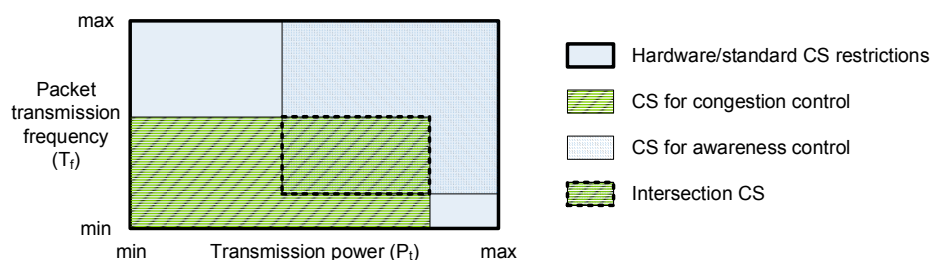 max
Packet
transmission
frequency
(Tf)
min
min
Transmission power (Pt)
max
Hardware/standard CS restrictions
CS for congestion control
CS for awareness control
Intersection CS